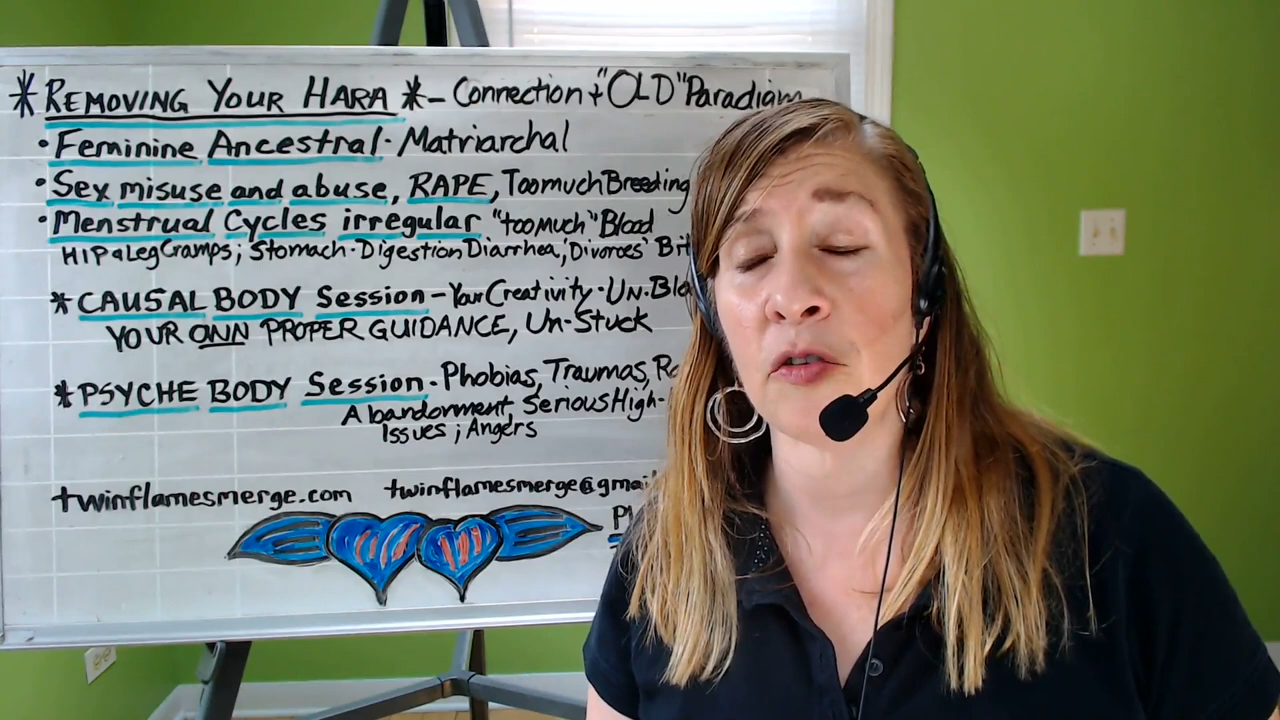 * REMOVING YOUR HARA * - Connection + "OLD" Paradigm
• Feminine Ancestral - Matriarchal
• Sex misuse and abuse, RAPE, Too much Breeding
• Menstrual Cycles irregular "too much" Blood
HIP & Leg Cramps; Stomach-Digestion Diarrhea, 'Divorces'
* CAUSAL BODY Session - Your Creativity - UN-
YOUR OWN PROPER GUIDANCE, Un-Stuck
* PSYCHE BODY Session - Phobias, Traumas,
Abandorment, Serious High-
Issues; Angers
twinflamesmerge.com twinflamesmerge@gmail